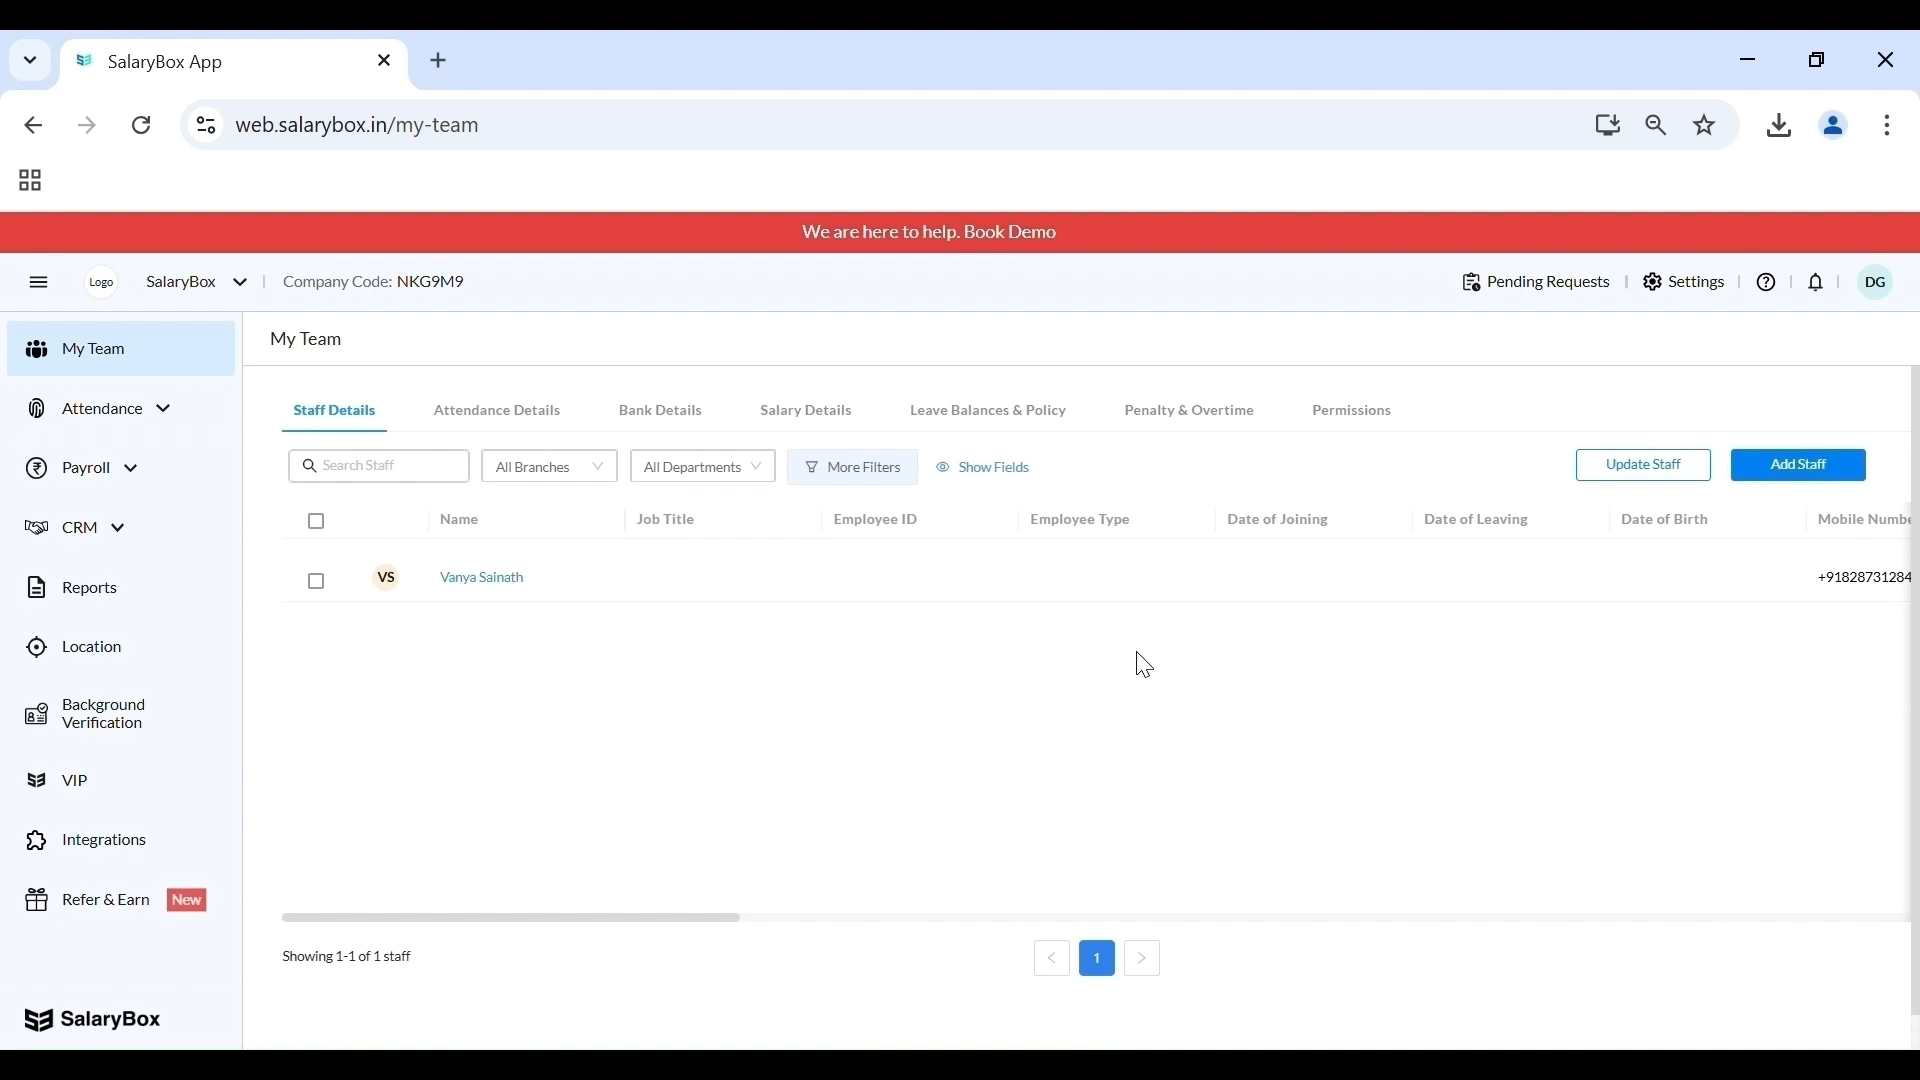 SalaryBox App
web.salarybox.in/my-team
We are here to help. Book Demo
Logo
SalaryBox
Company Code: NKG9M9
Pending Requests
Settings
DG
My Team
Attendance
Payroll
CRM
Reports
Location
Background
Verification
VIP
Integrations
Refer & Earn New
SalaryBox
My Team
Staff Details Attendance Details Bank Details Salary Details Leave Balances & Policy Penalty & Overtime Permissions
Search Staff All Branches All Departments More Filters Show Fields Update Staff Add Staff
Name Job Title Employee ID Employee Type Date of Joining Date of Leaving Date of Birth Mobile Numbe
VS Vanya Sainath +91828731284
Showing 1-1 of 1 staff
< 1 >